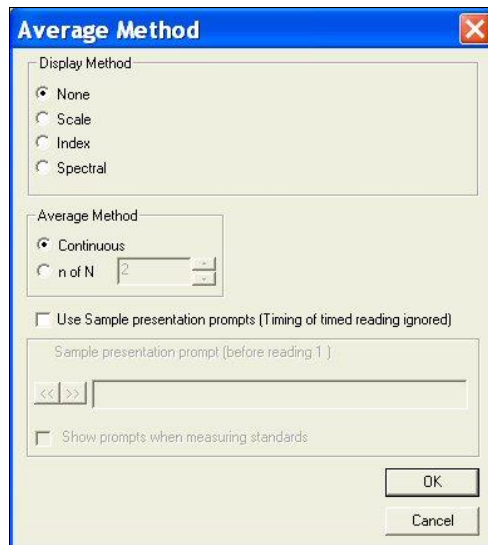 Average Method
Display Method
None
Scale
Index
Spectral
Average Method
Continuous
n of N 2
Use Sample presentation prompts (Timing of timed reading ignored)
Sample presentation prompt (before reading 1 )
<< >>
Show prompts when measuring standards
OK
Cancel